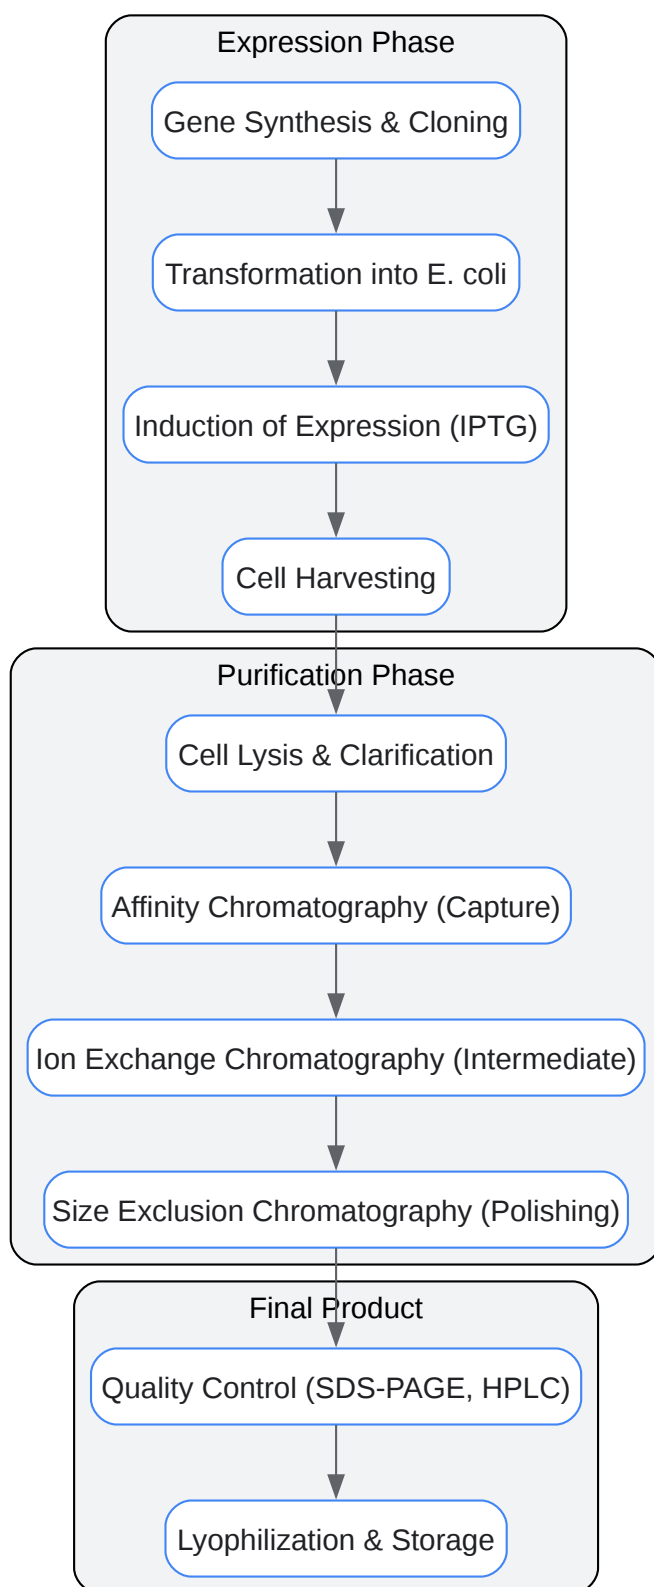 Expression Phase
Gene Synthesis & Cloning
Transformation into E. coli
Induction of Expression (IPTG)
Cell Harvesting
Purification Phase
Cell Lysis & Clarification
Affinity Chromatography (Capture)
Ion Exchange Chromatography (Intermediate)
Size Exclusion Chromatography (Polishing)
Final Product
Quality Control (SDS-PAGE, HPLC)
Lyophilization & Storage